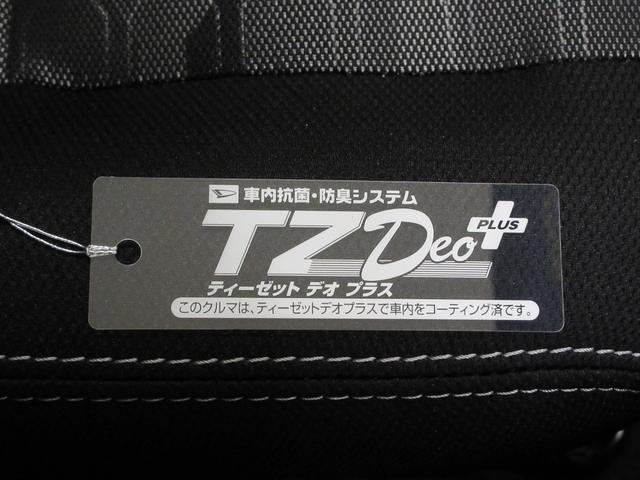 車内抗菌・防臭システム
TZ Deo PLUS
ティーゼット デオ プラス
このクルマは、ティーゼットデオプラスで車内をコーティング済です。